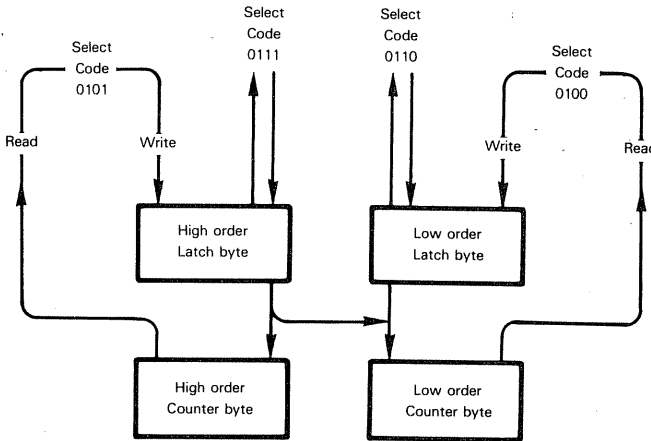 Select
Code
0111
Select
Code
0110
Select
Code
0101
Select
Code
0100
Read
Write
Write
Read
High order
Latch byte
Low order
Latch byte
High order
Counter byte
Low order
Counter byte